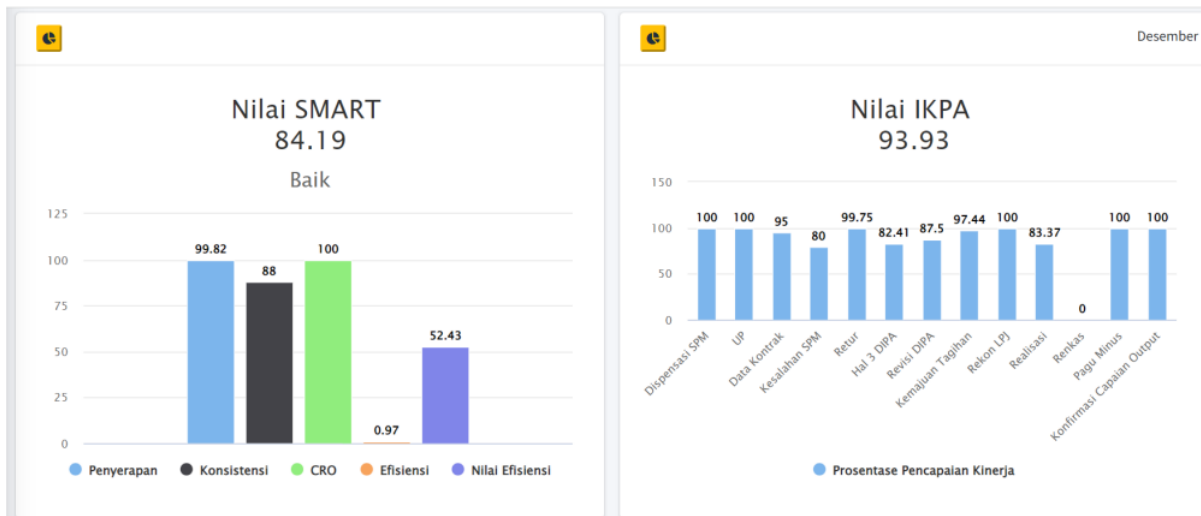 Nilai SMART
84.19
Baik
125
100
75
50
25
0
99.82
88
100
0.97
52.43
Penyerapan Konsistensi CRO Efisiensi Nilai Efisiensi
Desember
Nilai IKPA
93.93
150
100
50
0
100 100 95 80 99.75 82.41 87.5 97.44 100 83.37 0 100 100
Dispensasi SPM
UP
Data Kontrak
Kesalahan SPM
Retur
Hal 3 DIPA
Revisi DIPA
Kemajuan Tagihan
Rekon LPJ
Realisasi
Renkas
Pagu Minus
Konfirmasi Capaian Output
Prosentase Pencapaian Kinerja